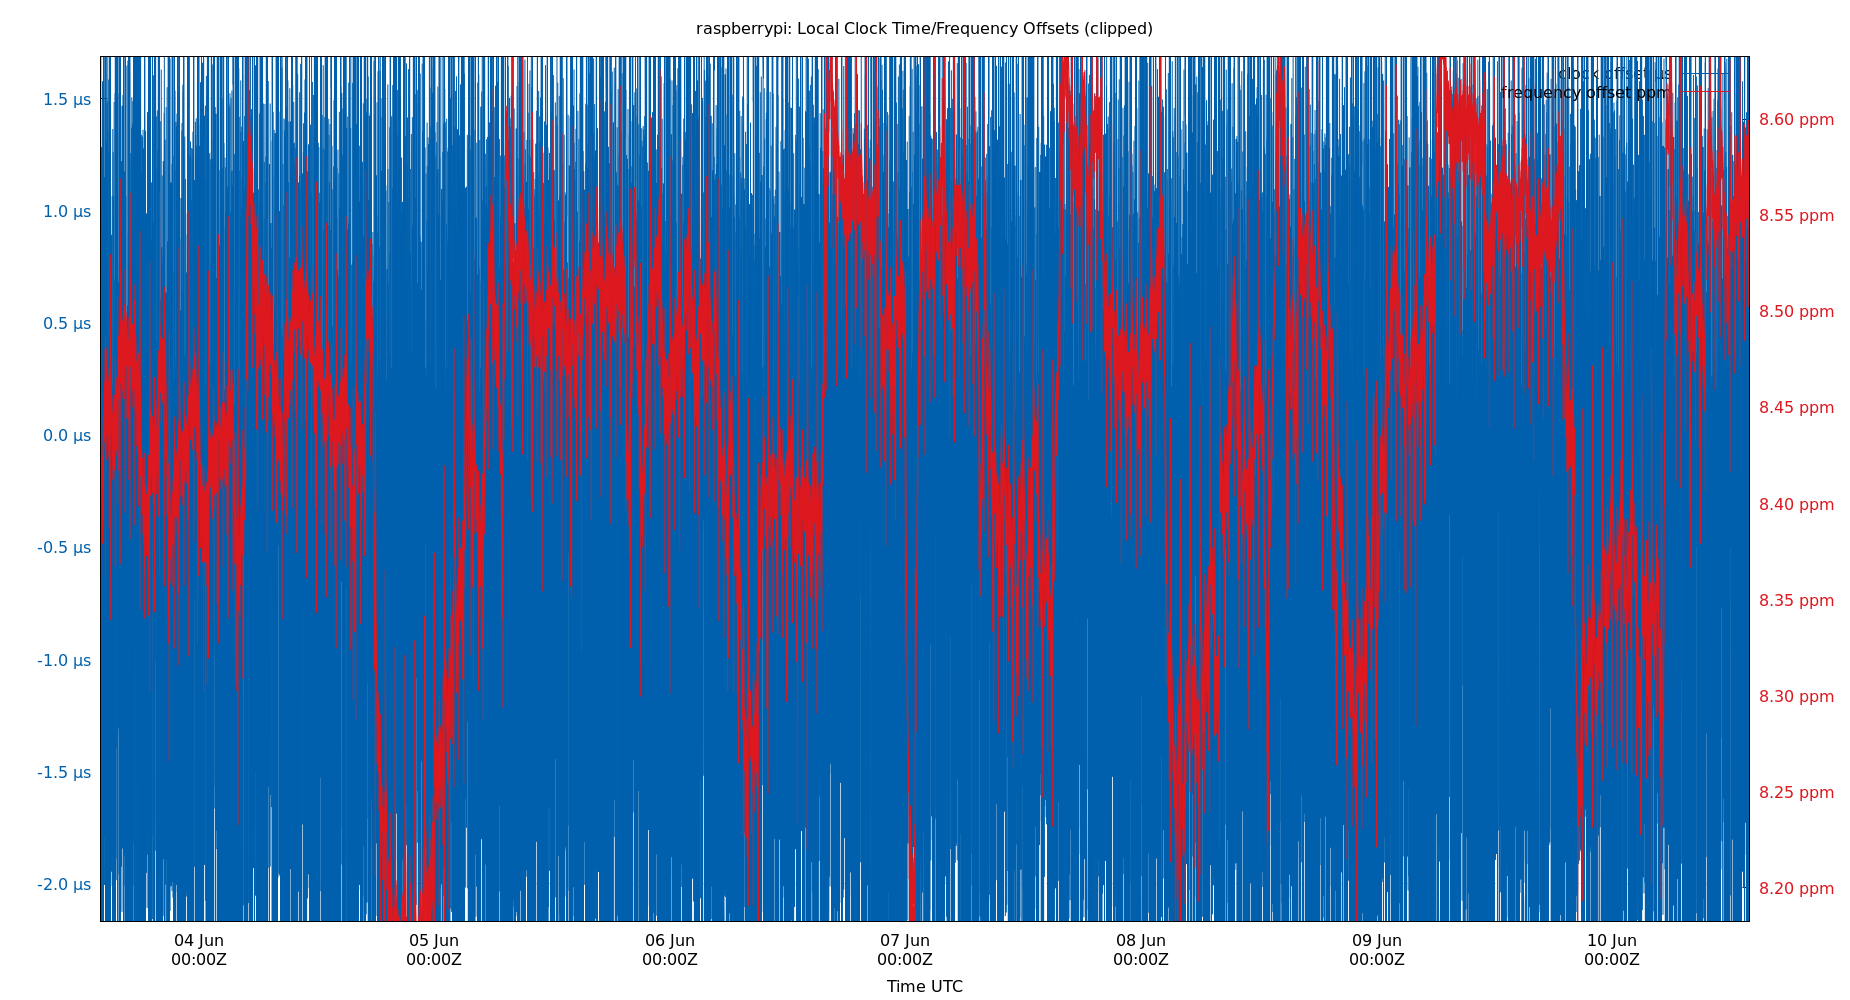 raspberrypi: Local Clock Time/Frequency Offsets (clipped)
clock offset µs
frequency offset ppm
1.5 µs
1.0 µs
0.5 µs
0.0 µs
-0.5 µs
-1.0 µs
-1.5 µs
-2.0 µs
8.60 ppm
8.55 ppm
8.50 ppm
8.45 ppm
8.40 ppm
8.35 ppm
8.30 ppm
8.25 ppm
8.20 ppm
04 Jun 05 Jun 06 Jun 07 Jun 08 Jun 09 Jun 10 Jun
00:00Z 00:00Z 00:00Z 00:00Z 00:00Z 00:00Z 00:00Z
Time UTC